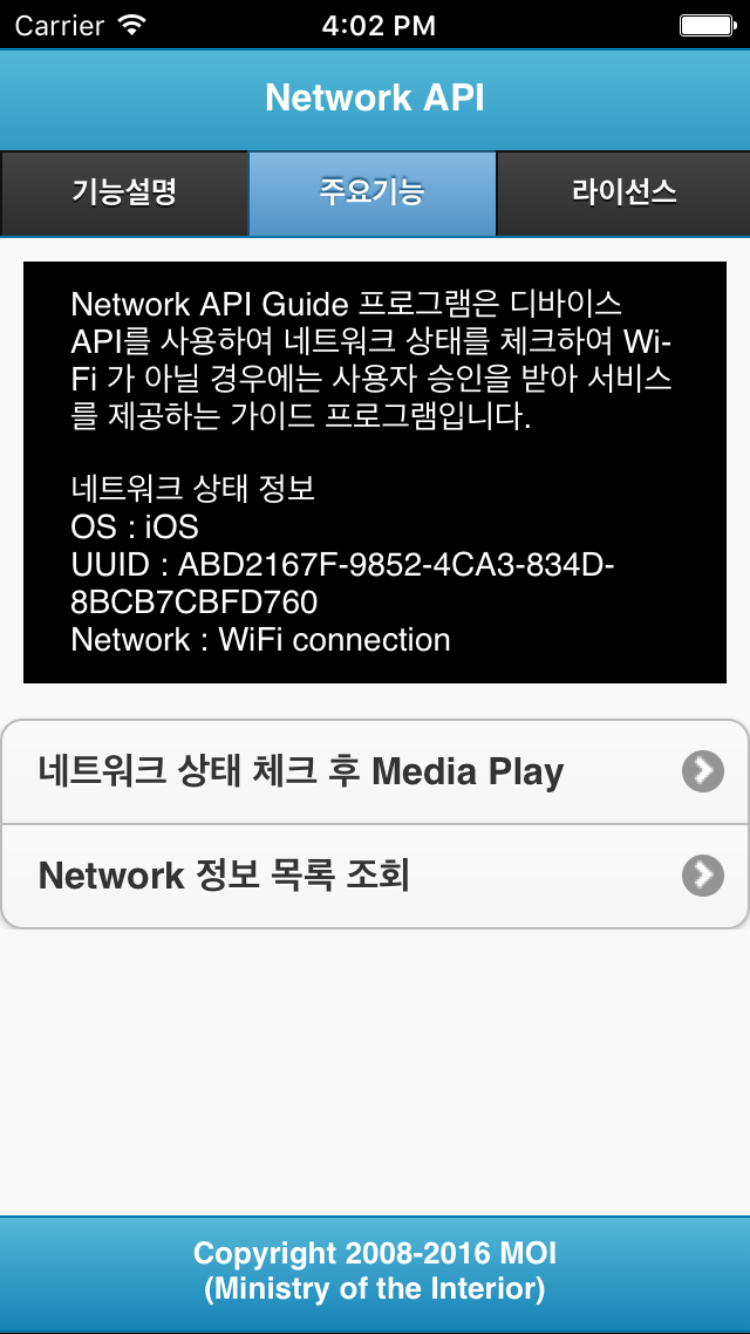 Carrier
4:02 PM
Network API
기능설명
주요기능
라이선스
Network API Guide 프로그램은 디바이스
API를 사용하여 네트워크 상태를 체크하여 Wi-
Fi 가 아닐 경우에는 사용자 승인을 받아 서비스
를 제공하는 가이드 프로그램입니다.
네트워크 상태 정보
OS : iOS
UUID : ABD2167F-9852-4CA3-834D-
8BCB7CBFD760
Network : WiFi connection
네트워크 상태 체크 후 Media Play
Network 정보 목록 조회
Copyright 2008-2016 MOI
(Ministry of the Interior)